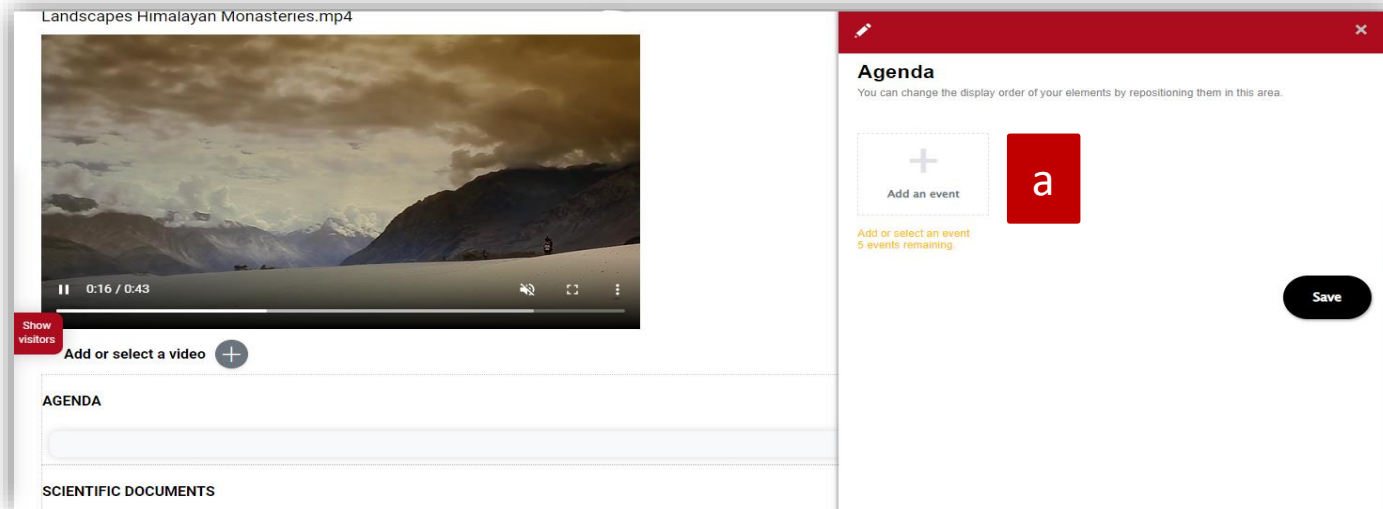 Landscapes Himalayan Monasteries.mp4
0:16 / 0:43
Show
visitors
Add or select a video
AGENDA
SCIENTIFIC DOCUMENTS
Agenda
You can change the display order of your elements by repositioning them in this area.
Add an event
a
Add or select an event
5 events remaining.
Save